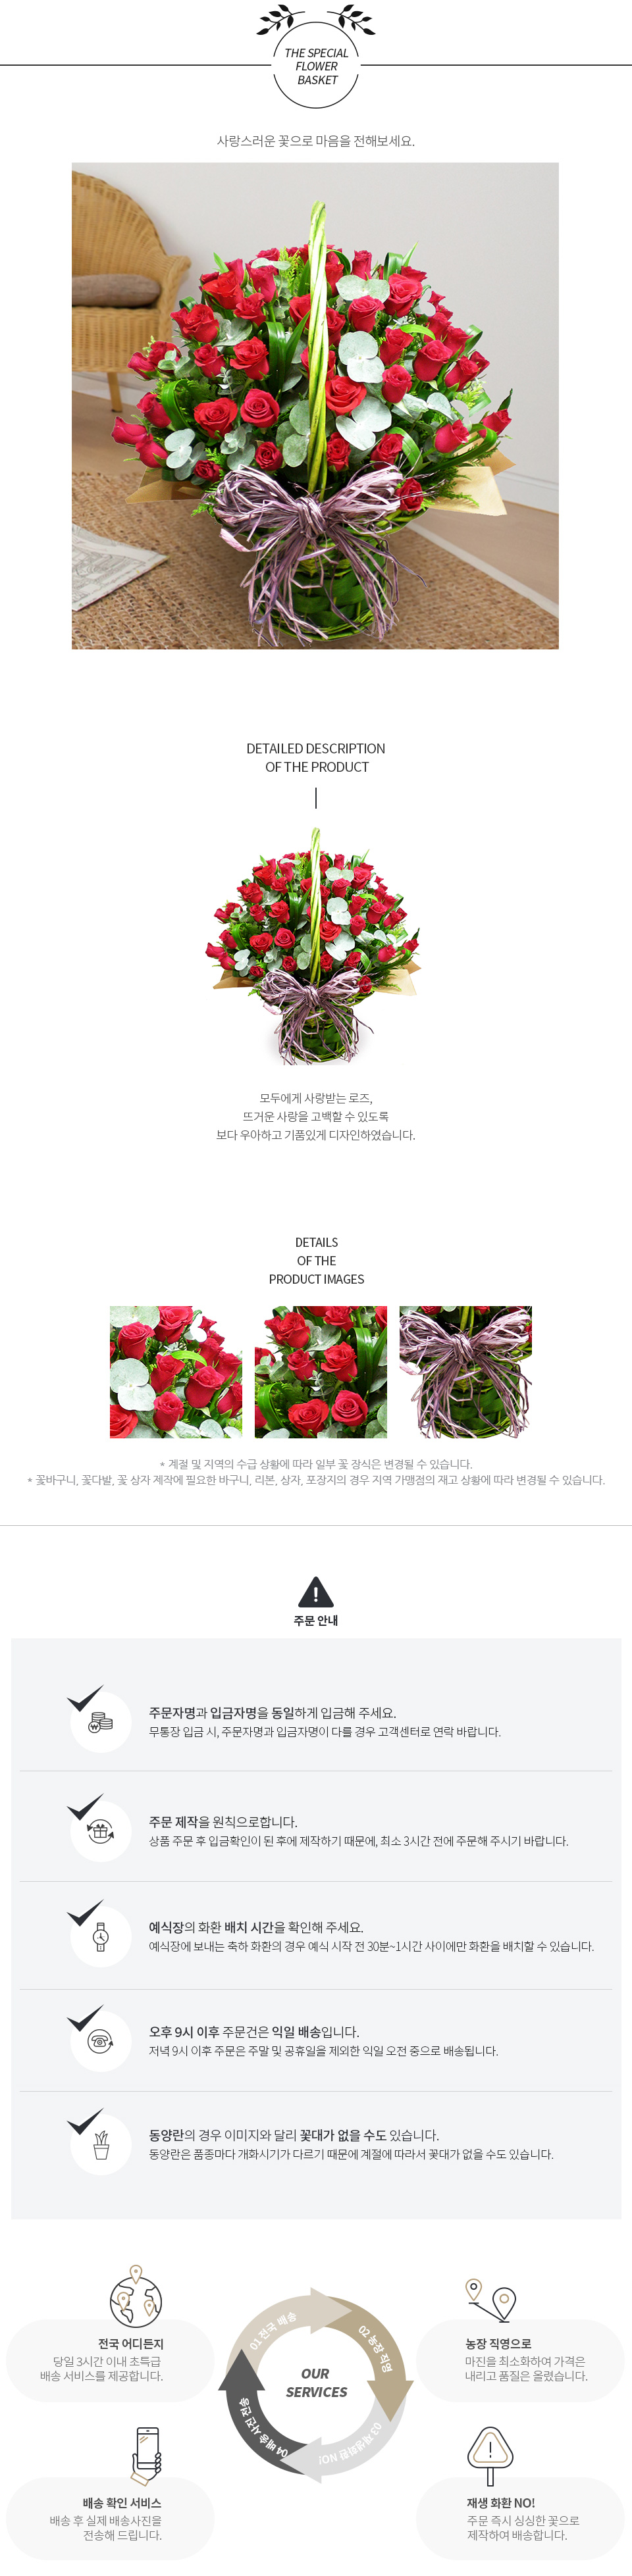 THE SPECIAL
FLOWER
BASKET
사랑스러운 꽃으로 마음을 전해보세요.
DETAILED DESCRIPTION
OF THE PRODUCT
모두에게 사랑받는 로즈,
뜨거운 사랑을 고백할 수 있도록
보다 우아하고 기품있게 디자인하였습니다.
DETAILS
OF THE
PRODUCT IMAGES
* 계절 및 지역의 수급 상황에 따라 일부 꽃 장식은 변경될 수 있습니다.
* 꽃바구니, 꽃다발, 꽃 상자 제작에 필요한 바구니, 리본, 상자, 포장지의 경우 지역 가맹점의 재고 상황에 따라 변경될 수 있습니다.
주문 안내
주문자명과 입금자명을 동일하게 입금해 주세요.
무통장 입금 시, 주문자명과 입금자명이 다를 경우 고객센터로 연락 바랍니다.
주문 제작을 원칙으로합니다.
상품 주문 후 입금확인이 된 후에 제작하기 때문에, 최소 3시간 전에 주문해 주시기 바랍니다.
예식장의 화환 배치 시간을 확인해 주세요.
예식장에 보내는 축하 화환의 경우 예식 시작 전 30분~1시간 사이에만 화환을 배치할 수 있습니다.
오후 9시 이후 주문건은 익일 배송입니다.
저녁 9시 이후 주문은 주말 및 공휴일을 제외한 익일 오전 중으로 배송됩니다.
동양란의 경우 이미지와 달리 꽃대가 없을 수도 있습니다.
동양란은 품종마다 개화시기가 다르기 때문에 계절에 따라서 꽃대가 없을 수도 있습니다.
전국 어디든지
당일 3시간 이내 초특급
배송 서비스를 제공합니다.
01 전국 배송
02 농장 직영
03 재생화환 NO!
04 배송 사진 전송
OUR
SERVICES
농장 직영으로
마진을 최소화하여 가격은
내리고 품질은 올렸습니다.
배송 확인 서비스
배송 후 실제 배송사진을
전송해 드립니다.
재생 화환 NO!
주문 즉시 싱싱한 꽃으로
제작하여 배송합니다.